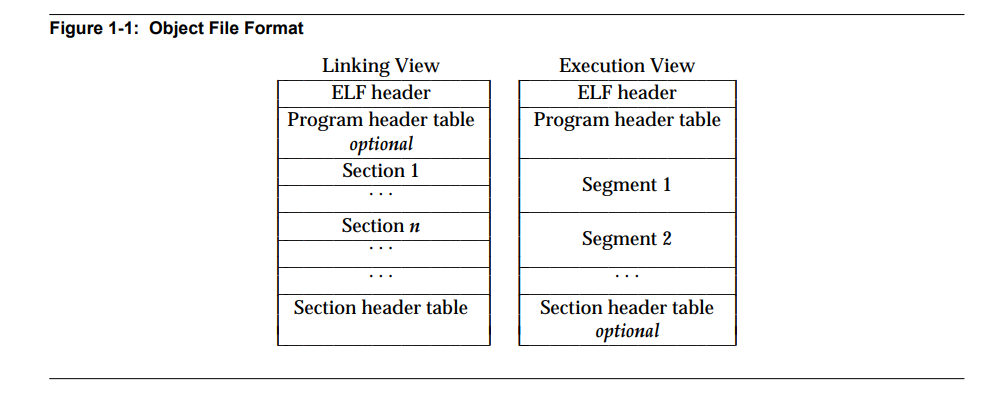 Figure 1-1: Object File Format
Linking View
ELF header
Program header table
optional
Section 1
. . .
Section n
. . .
. . .
Section header table
Execution View
ELF header
Program header table
Segment 1
Segment 2
. . .
Section header table
optional